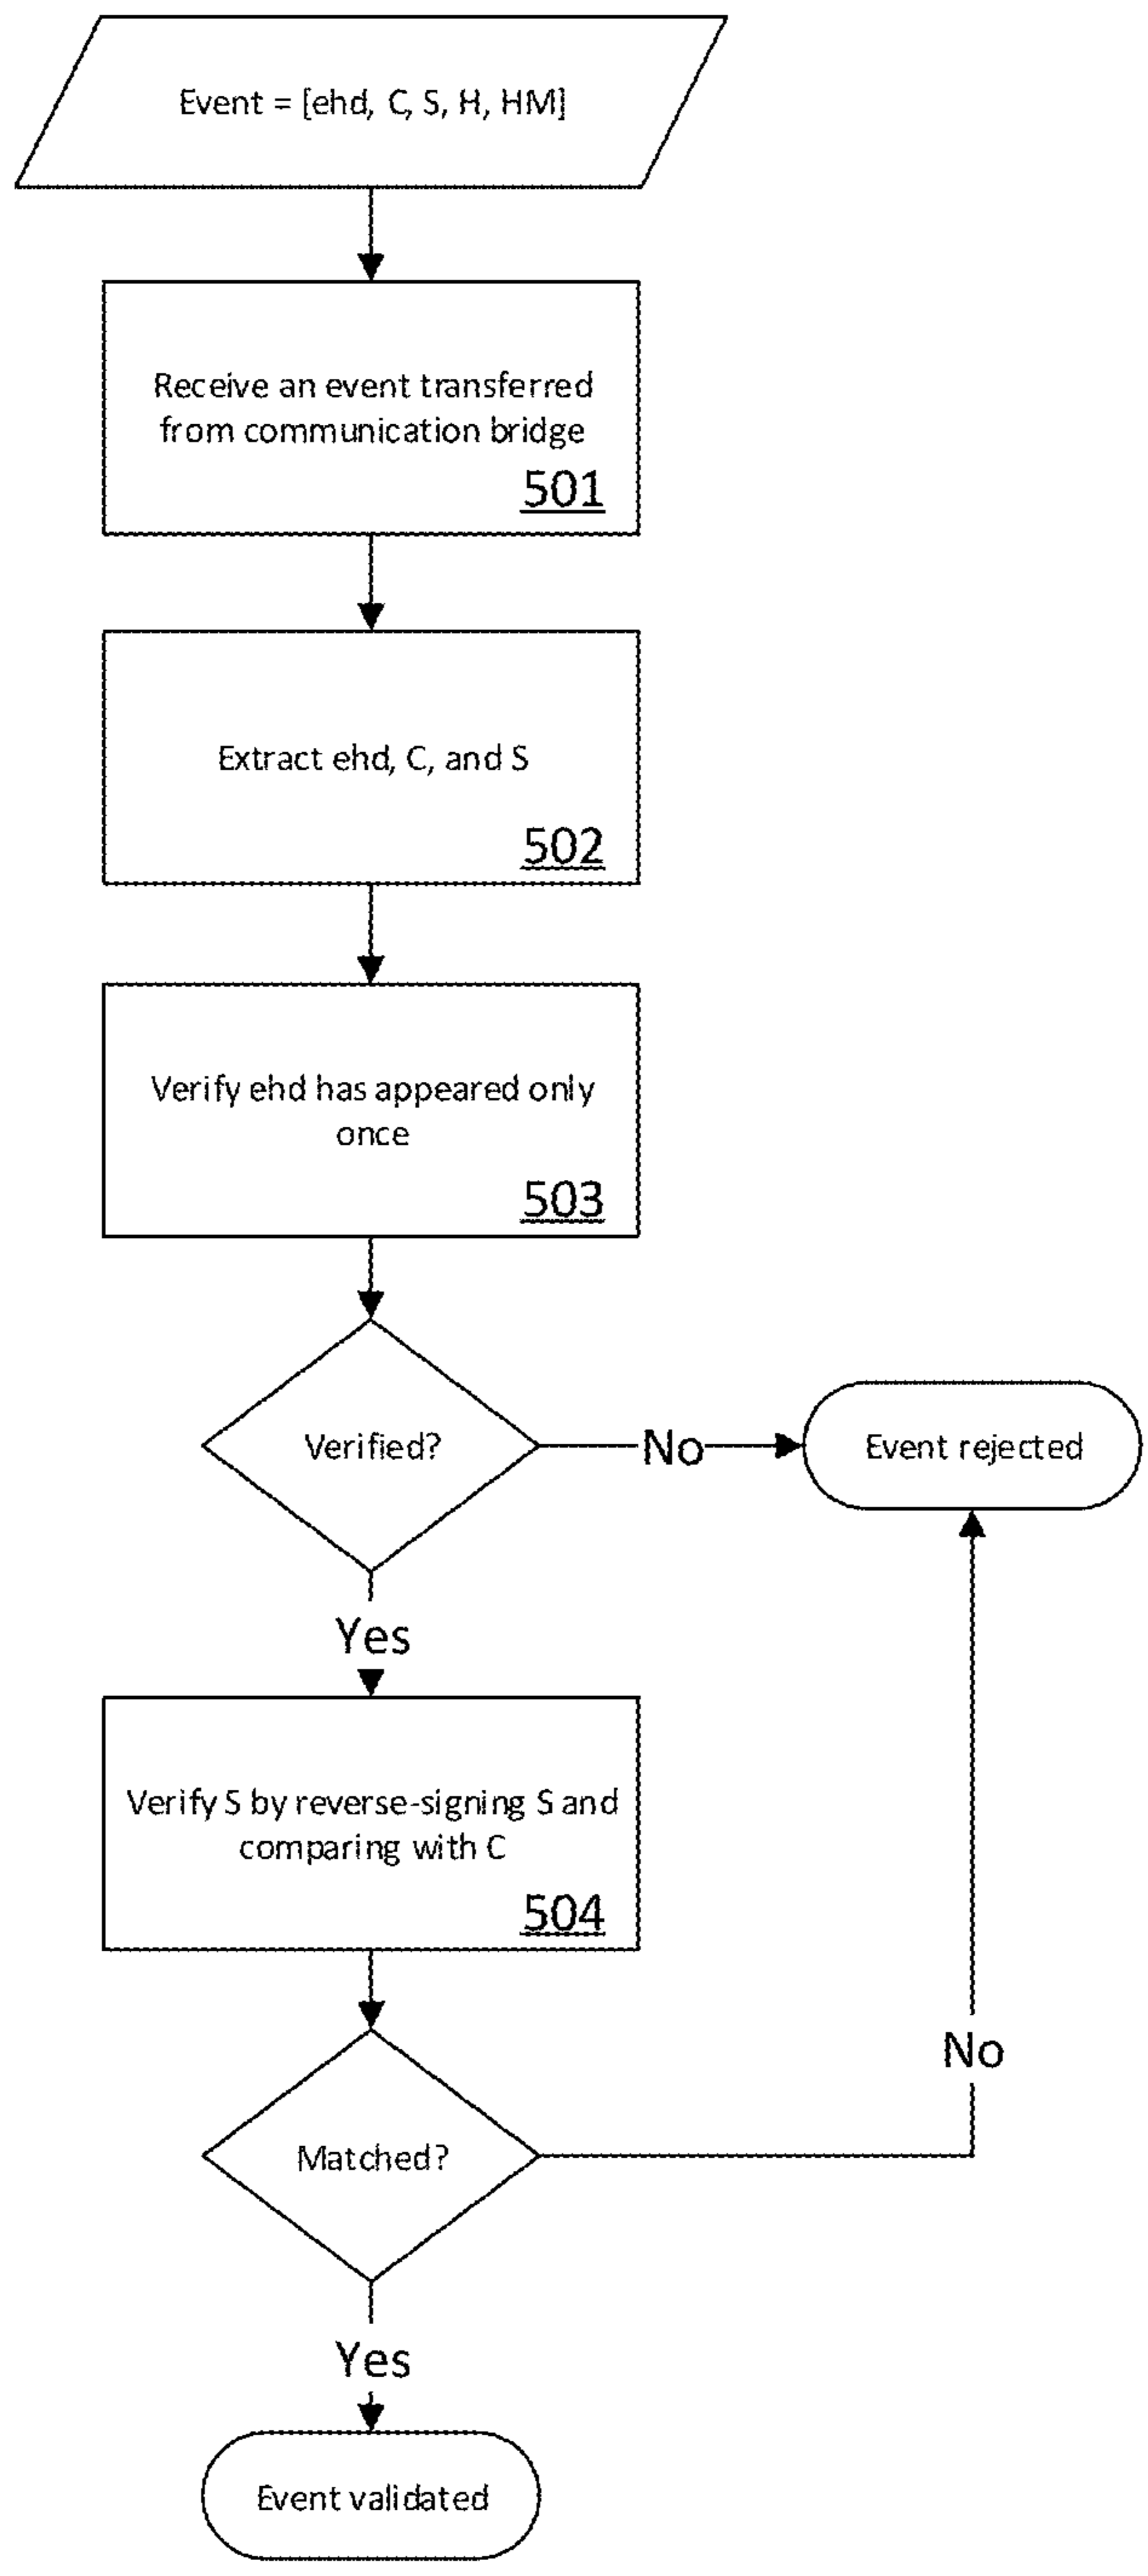 Event = [ehd, C, S, H, HM]
Receive an event transferred
from communication bridge
501
Extract ehd, C, and S
502
Verify ehd has appeared only
once
503
Verified?
No
Event rejected
Yes
Verify S by reverse-signing S and
comparing with C
504
No
Matched?
Yes
Event validated